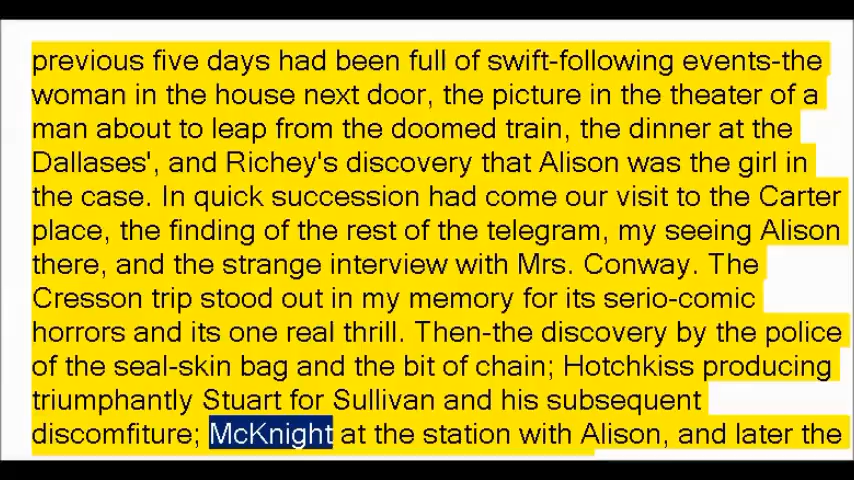 previous five days had been full of swift-following events-the
woman in the house next door, the picture in the theater of a
man about to leap from the doomed train, the dinner at the
Dallases', and Richey's discovery that Alison was the girl in
the case. In quick succession had come our visit to the Carter
place, the finding of the rest of the telegram, my seeing Alison
there, and the strange interview with Mrs. Conway. The
Cresson trip stood out in my memory for its serio-comic
horrors and its one real thrill. Then-the discovery by the police
of the seal-skin bag and the bit of chain; Hotchkiss producing
triumphantly Stuart for Sullivan and his subsequent
discomfiture; McKnight at the station with Alison, and later the